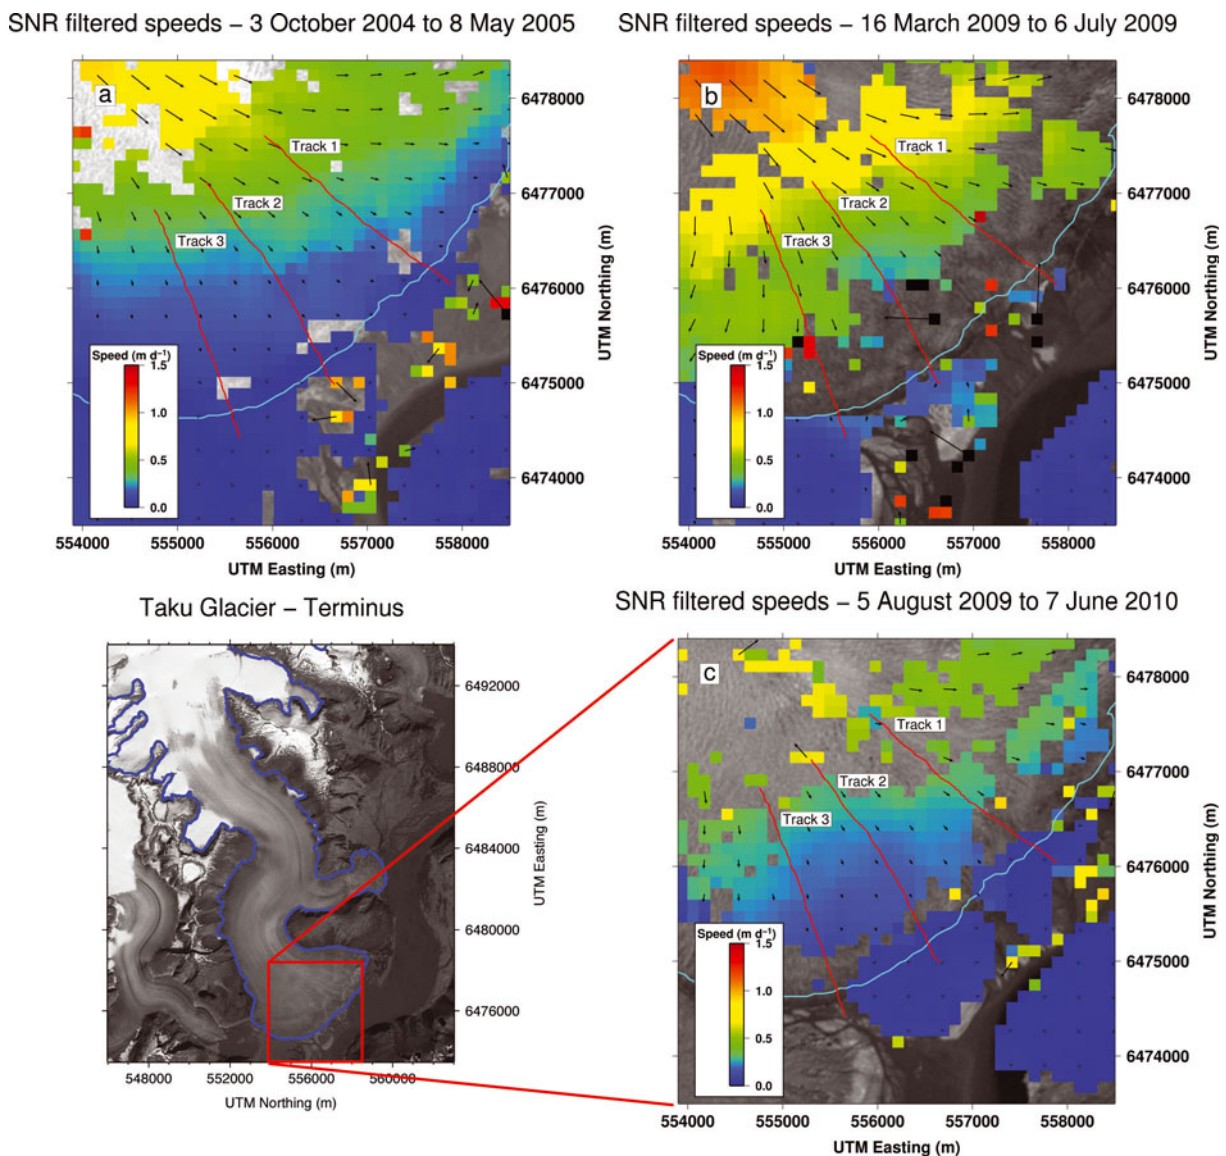 SNR filtered speeds – 3 October 2004 to 8 May 2005
a
Track 1
Track 2
Track 3
Speed (m d⁻¹)
1.5
1.0
0.5
0.0
6478000
6477000
6476000
6475000
6474000
UTM Northing (m)
554000 555000 556000 557000 558000
UTM Easting (m)
SNR filtered speeds – 16 March 2009 to 6 July 2009
b
Track 1
Track 2
Track 3
Speed (m d⁻¹)
1.5
1.0
0.5
0.0
6478000
6477000
6476000
6475000
6474000
UTM Northing (m)
554000 555000 556000 557000 558000
UTM Easting (m)
Taku Glacier – Terminus
6492000
6488000
6484000
6480000
6476000
UTM Easting (m)
548000 552000 556000 560000
UTM Northing (m)
SNR filtered speeds – 5 August 2009 to 7 June 2010
c
Track 1
Track 2
Track 3
Speed (m d⁻¹)
1.5
1.0
0.5
0.0
6478000
6477000
6476000
6475000
6474000
UTM Northing (m)
554000 555000 556000 557000 558000
UTM Easting (m)